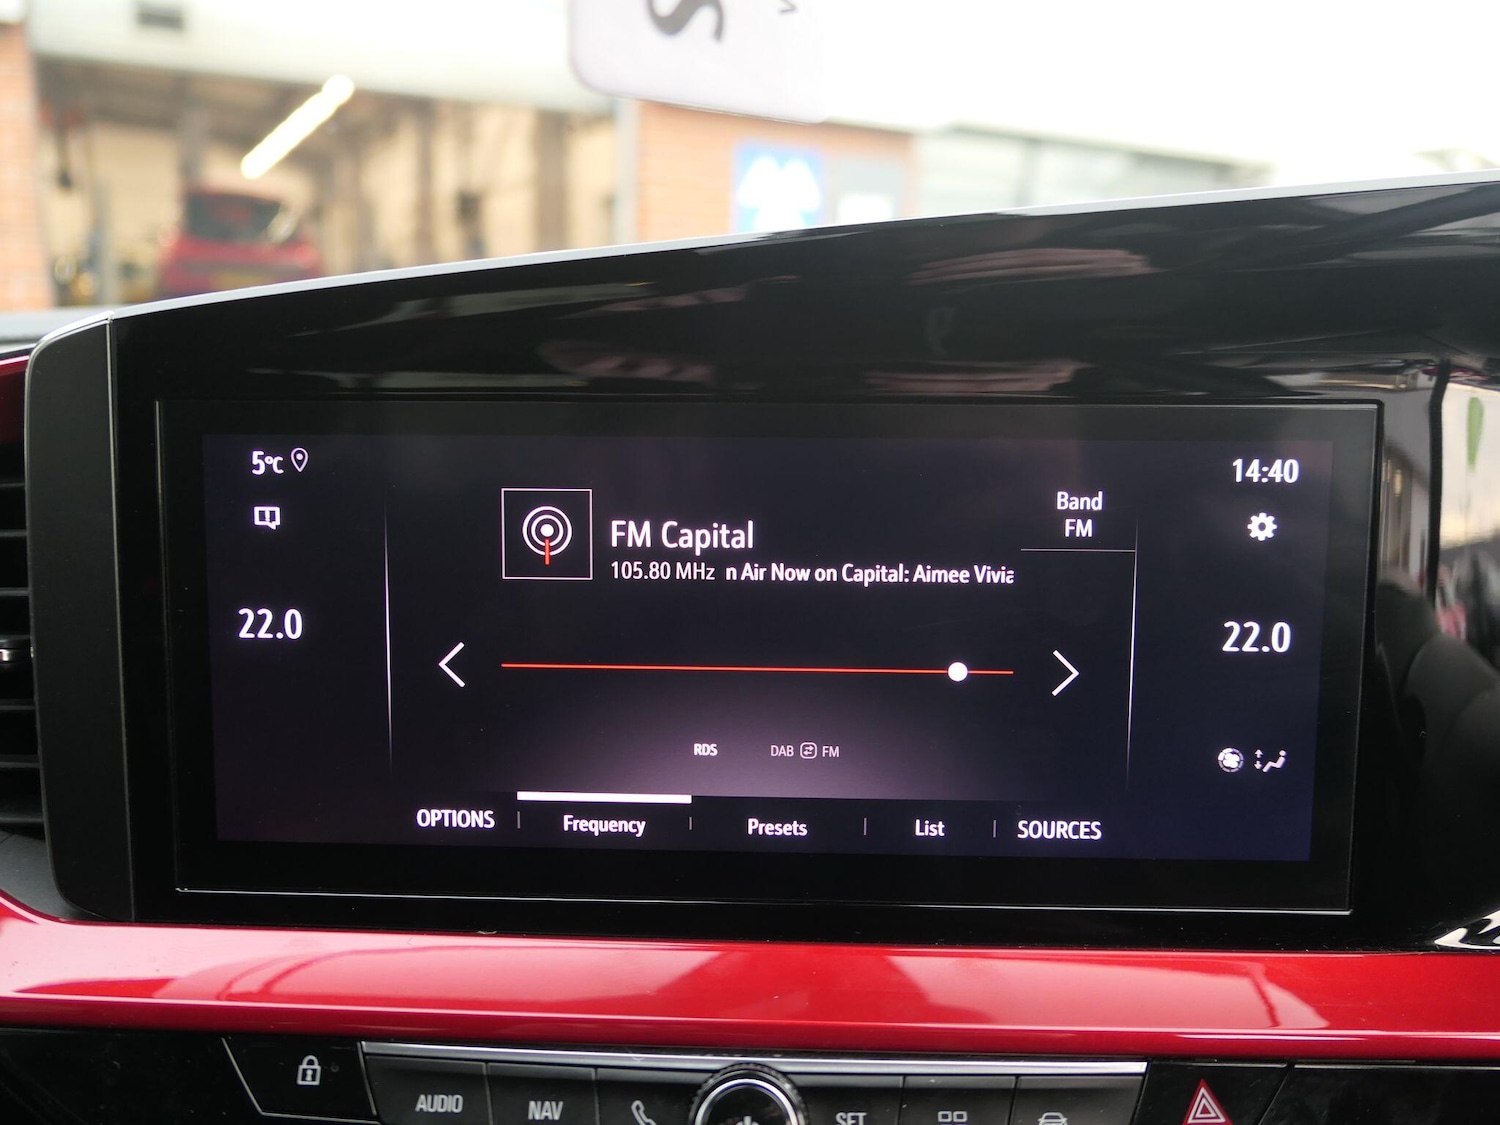 5°C
14:40
Band
FM
FM Capital
105.80 MHz n Air Now on Capital: Aimee Vivia
22.0
22.0
RDS DAB FM
OPTIONS Frequency Presets List SOURCES
AUDIO NAV SET